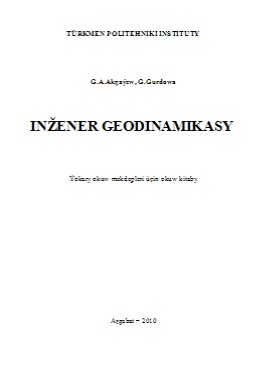 TÜRKMEN POLITEHNIKI INSTITUTY
G.A.Akgaýew, G.Gurdowa
INŽENER GEODINAMIKASY
Ýokary okuw mekdepleri üçin okuw kitaby
Aşgabat – 2010